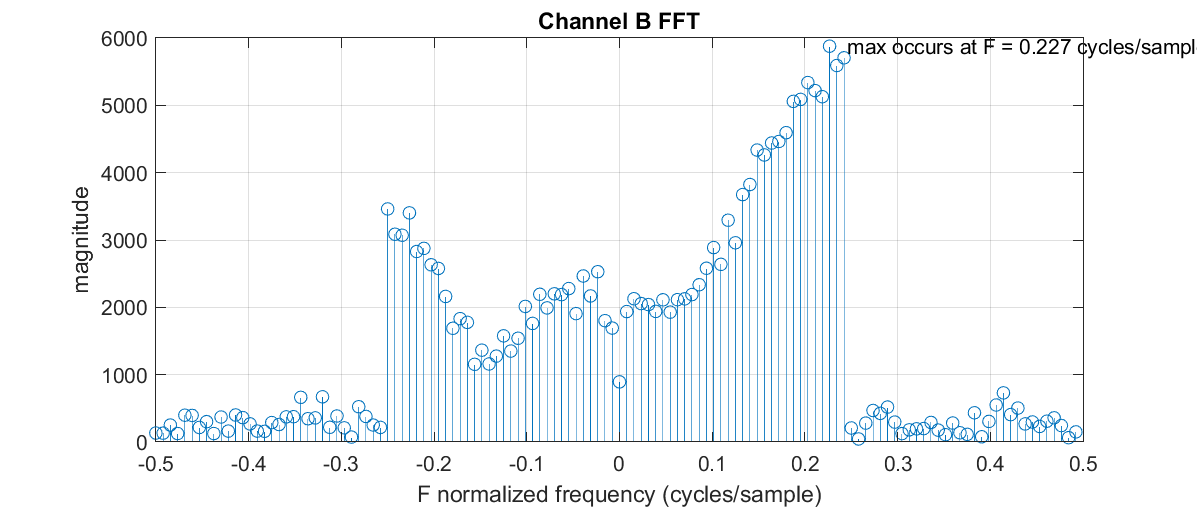 Channel B FFT
6000
max occurs at F = 0.227 cycles/sampl
5000
4000
3000
2000
1000
0
magnitude
-0.5 -0.4 -0.3 -0.2 -0.1 0 0.1 0.2 0.3 0.4 0.5
F normalized frequency (cycles/sample)